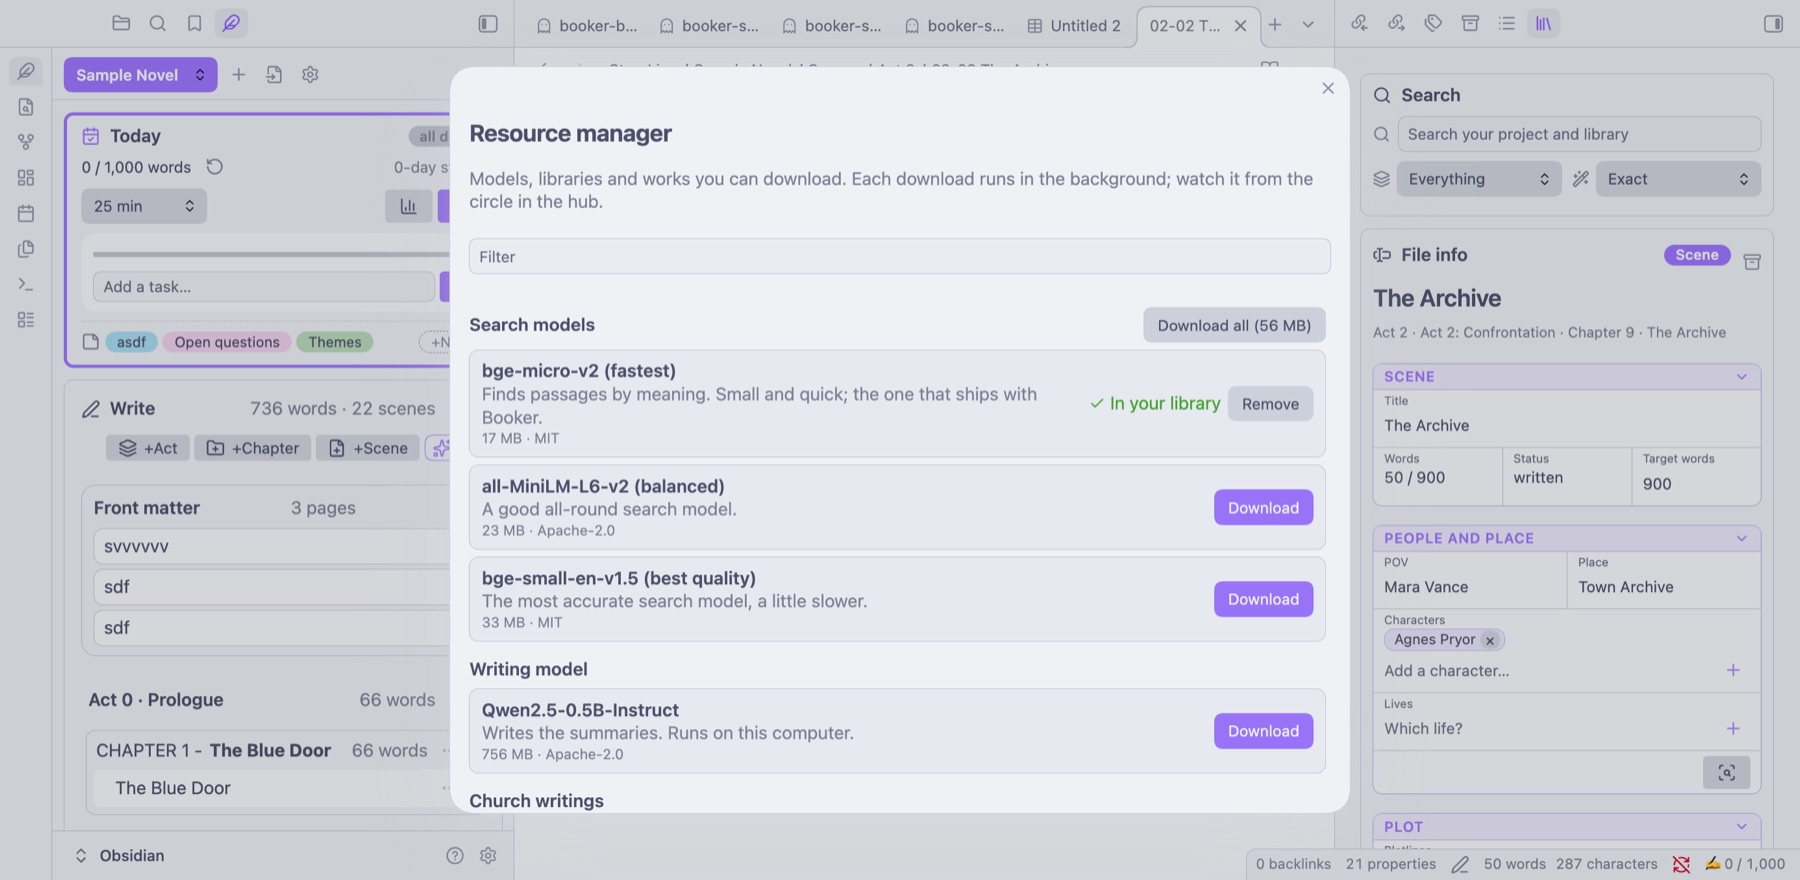 booker-b...
booker-s...
booker-s...
booker-s...
Untitled 2
02-02 T...
Sample Novel
Today
all d
0 / 1,000 words
0-day s
25 min
Add a task...
asdf
Open questions
Themes
+N
Write
736 words · 22 scenes
+Act
+Chapter
+Scene
Front matter
3 pages
svvvvvv
sdf
sdf
Act 0 · Prologue
66 words
CHAPTER 1 - The Blue Door
66 words
The Blue Door
Obsidian
Resource manager
Models, libraries and works you can download. Each download runs in the background; watch it from the
circle in the hub.
Filter
Search models
Download all (56 MB)
bge-micro-v2 (fastest)
Finds passages by meaning. Small and quick; the one that ships with
Booker.
17 MB · MIT
✓ In your library
Remove
all-MiniLM-L6-v2 (balanced)
A good all-round search model.
23 MB · Apache-2.0
Download
bge-small-en-v1.5 (best quality)
The most accurate search model, a little slower.
33 MB · MIT
Download
Writing model
Qwen2.5-0.5B-Instruct
Writes the summaries. Runs on this computer.
756 MB · Apache-2.0
Download
Church writings
Search
Search your project and library
Everything
Exact
File info
Scene
The Archive
Act 2 · Act 2: Confrontation · Chapter 9 · The Archive
SCENE
Title
The Archive
Words
50 / 900
Status
written
Target words
900
PEOPLE AND PLACE
POV
Mara Vance
Place
Town Archive
Characters
Agnes Pryor ×
Add a character...
Lives
Which life?
PLOT
0 backlinks
21 properties
50 words
287 characters
✍️ 0 / 1,000